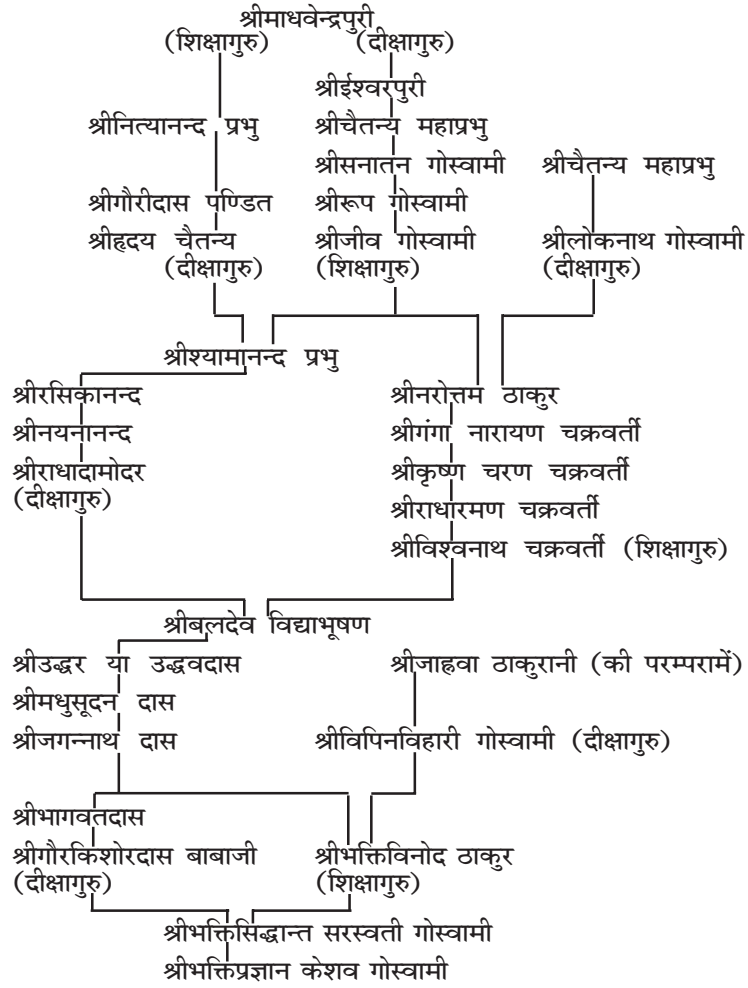 श्रीमाधवेन्द्रपुरी
(शिक्षागुरु) (दीक्षागुरु)
श्रीईश्वरपुरी
श्रीनित्यानन्द प्रभु श्रीचैतन्य महाप्रभु
श्रीसनातन गोस्वामी श्रीचैतन्य महाप्रभु
श्रीगौरीदास पण्डित श्रीरूप गोस्वामी
श्रीहृदय चैतन्य श्रीजीव गोस्वामी श्रीलोकनाथ गोस्वामी
(दीक्षागुरु) (शिक्षागुरु) (दीक्षागुरु)
श्रीश्यामानन्द प्रभु
श्रीरसिकानन्द श्रीनरोत्तम ठाकुर
श्रीनयनानन्द श्रीगंगा नारायण चक्रवर्ती
श्रीराधादामोदर श्रीकृष्ण चरण चक्रवर्ती
(दीक्षागुरु)
श्रीराधारमण चक्रवर्ती
श्रीविश्वनाथ चक्रवर्ती (शिक्षागुरु)
श्रीबलदेव विद्याभूषण
श्रीउद्धर या उद्धवदास श्रीजाह्नवा ठाकुरानी (की परम्परामें)
श्रीमधुसूदन दास
श्रीजगन्नाथ दास श्रीविपिनविहारी गोस्वामी (दीक्षागुरु)
श्रीभागवतदास
श्रीगौरकिशोरदास बाबाजी श्रीभक्तिविनोद ठाकुर
(दीक्षागुरु) (शिक्षागुरु)
श्रीभक्तिसिद्धान्त सरस्वती गोस्वामी
श्रीभक्तिप्रज्ञान केशव गोस्वामी